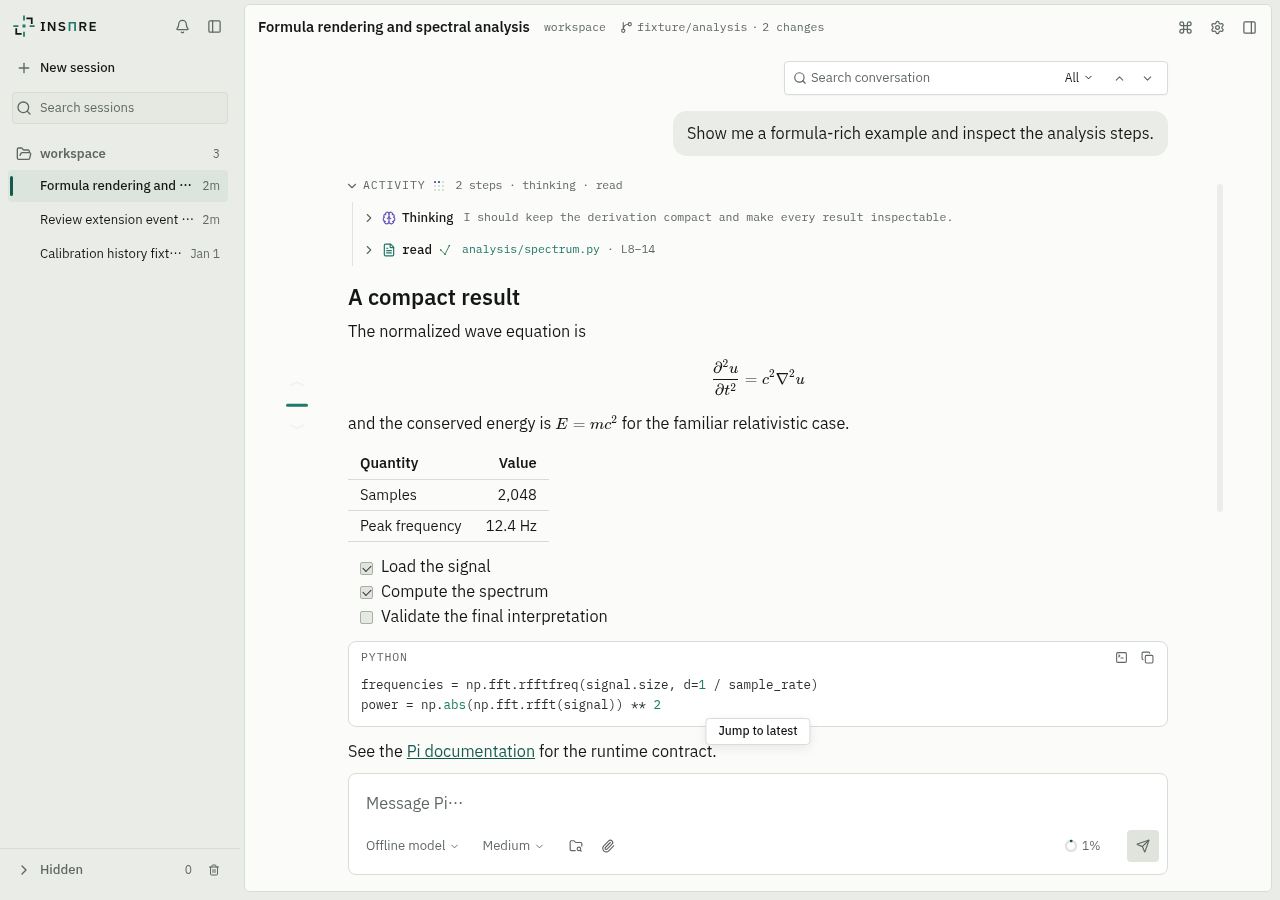 INSΠRE
New session
Search sessions
workspace 3
Formula rendering and ··· 2m
Review extension event ··· 2m
Calibration history fixt··· Jan 1
Hidden 0
Formula rendering and spectral analysis workspace fixture/analysis · 2 changes
Search conversation All
Show me a formula-rich example and inspect the analysis steps.
ACTIVITY 2 steps · thinking · read
Thinking I should keep the derivation compact and make every result inspectable.
read ✓ analysis/spectrum.py · L8–14
A compact result
The normalized wave equation is
∂²u/∂t² = c²∇²u
and the conserved energy is E = mc² for the familiar relativistic case.
Quantity Value
Samples 2,048
Peak frequency 12.4 Hz
Load the signal
Compute the spectrum
Validate the final interpretation
PYTHON
frequencies = np.fft.rfftfreq(signal.size, d=1 / sample_rate)
power = np.abs(np.fft.rfft(signal)) ** 2
Jump to latest
See the Pi documentation for the runtime contract.
Message Pi···
Offline model Medium 1%